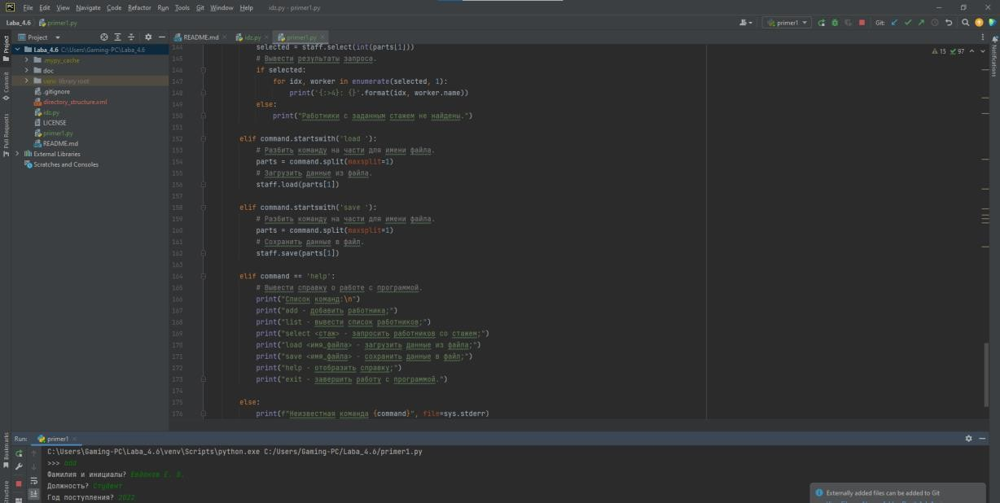 PC File Edit View Navigate Code Refactor Run Tools Git Window Help idz.py - primer1.py
Laba_4.6 primer1.py primer1 Git:
Project README.md idz.py primer1.py
Laba_4.6 C:\Users\Gaming-PC\Laba_4.6
.mypy_cache
doc
venv library root
.gitignore
directory_structure.xml
idz.py
LICENSE
primer1.py
README.md
External Libraries
Scratches and Consoles
Project
Commit
Pull Requests
Bookmarks
Structure
Notifications
15 97
144 selected = staff.select(int(parts[1]))
145 # Вывести результаты запроса.
146 if selected:
147 for idx, worker in enumerate(selected, 1):
148 print('{:>4}: {}'.format(idx, worker.name))
149 else:
150 print("Работники с заданным стажем не найдены.")
151
152 elif command.startswith('load '):
153 # Разбить команду на части для имени файла.
154 parts = command.split(maxsplit=1)
155 # Загрузить данные из файла.
156 staff.load(parts[1])
157
158 elif command.startswith('save '):
159 # Разбить команду на части для имени файла.
160 parts = command.split(maxsplit=1)
161 # Сохранить данные в файл.
162 staff.save(parts[1])
163
164 elif command == 'help':
165 # Вывести справку о работе с программой.
166 print("Список команд:\n")
167 print("add - добавить работника;")
168 print("list - вывести список работников;")
169 print("select <стаж> - запросить работников со стажем;")
170 print("load <имя_файла> - загрузить данные из файла;")
171 print("save <имя_файла> - сохранить данные в файл;")
172 print("help - отобразить справку;")
173 print("exit - завершить работу с программой.")
174
175 else:
176 print(f"Неизвестная команда {command}", file=sys.stderr)
Run: primer1
C:\Users\Gaming-PC\Laba_4.6\venv\Scripts\python.exe C:/Users/Gaming-PC/Laba_4.6/primer1.py
>>> add
Фамилия и инициалы? Евдаков Е. В.
Должность? Студент
Год поступления? 2022
Externally added files can be added to Git